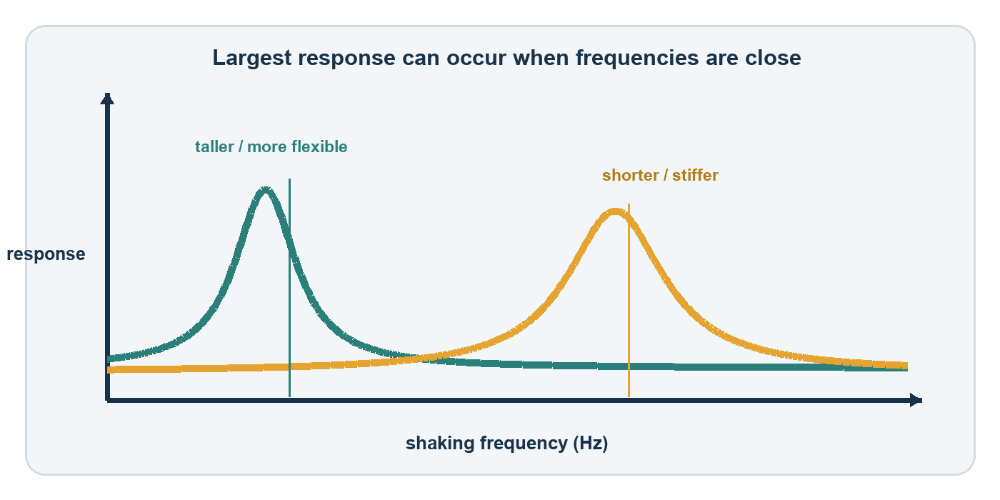 Largest response can occur when frequencies are close
taller / more flexible
shorter / stiffer
response
shaking frequency (Hz)